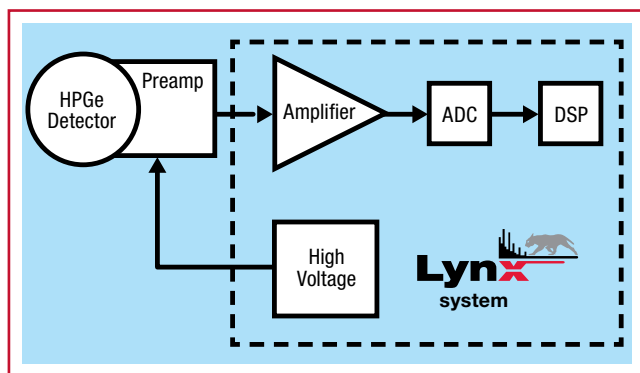 HPGe
Detector
Preamp
Amplifier
ADC
DSP
High
Voltage
Lynx
system